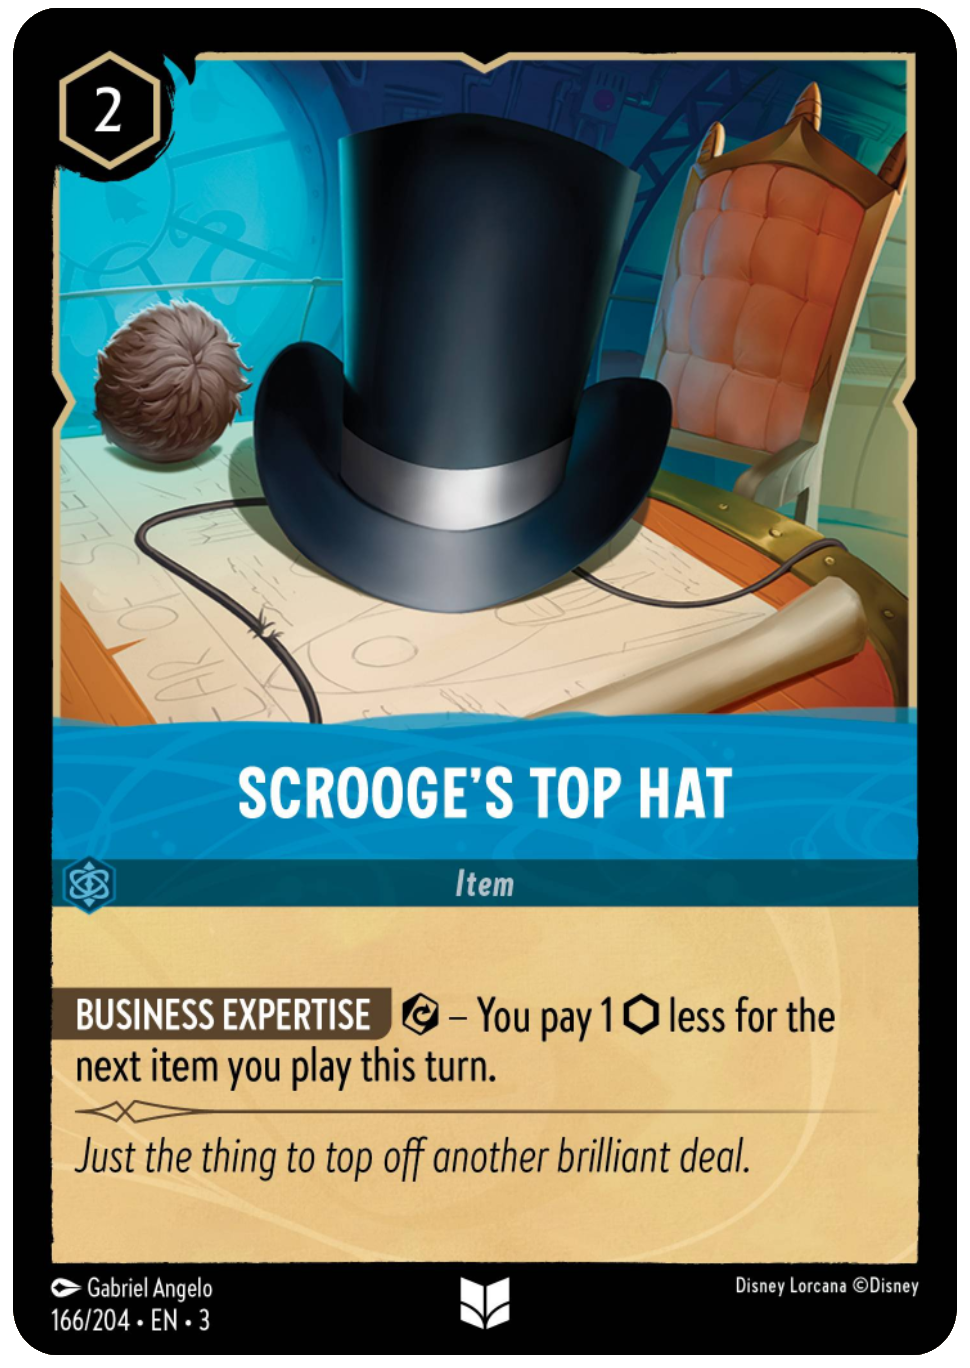 2
SCROOGE'S TOP HAT
Item
BUSINESS EXPERTISE – You pay 1 less for the
next item you play this turn.
Just the thing to top off another brilliant deal.
Gabriel Angelo
Disney Lorcana ©Disney
166/204 • EN • 3